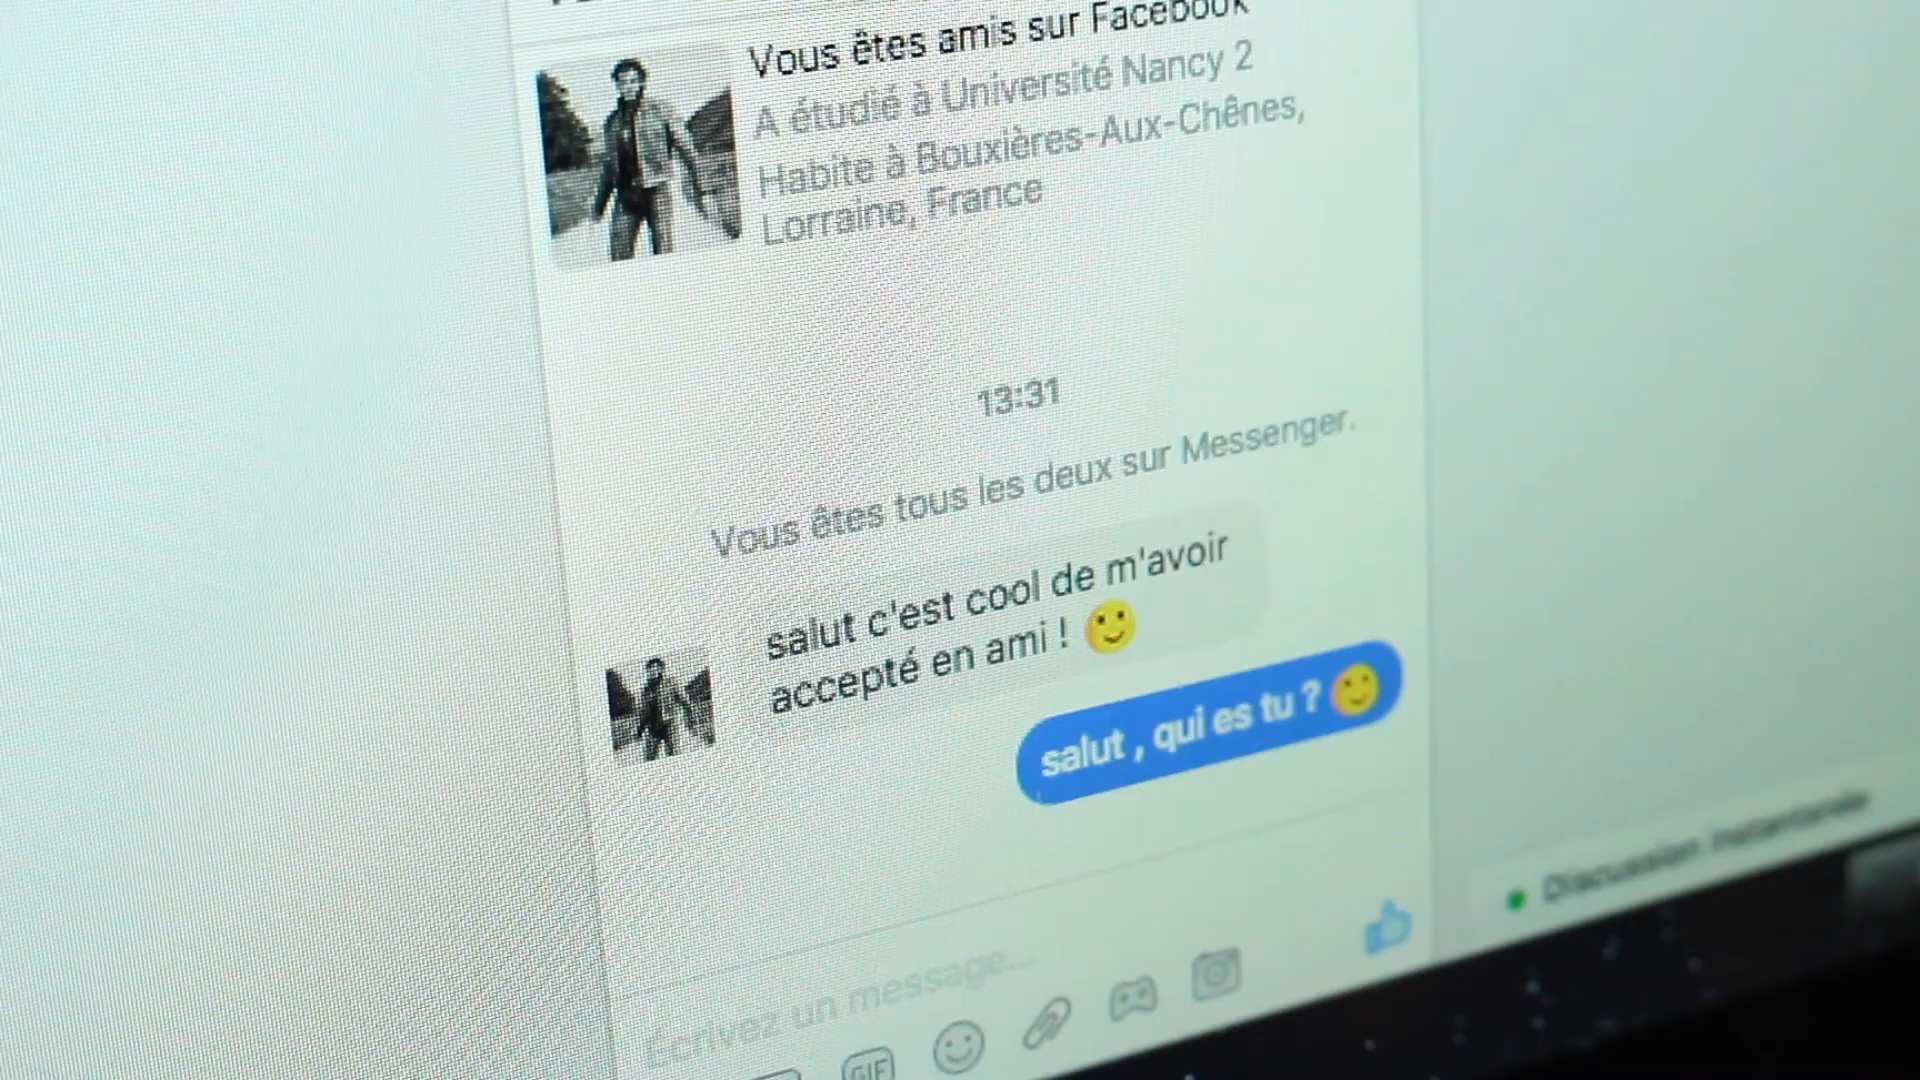 Vous êtes amis sur Facebook
A étudié à Université Nancy 2
Habite à Bouxières-Aux-Chênes,
Lorraine, France
13:31
Vous êtes tous les deux sur Messenger.
salut c'est cool de m'avoir
accepté en ami ! 🙂
salut , qui es tu ? 🙂
Discussion instantanée
Écrivez un message...
GIF